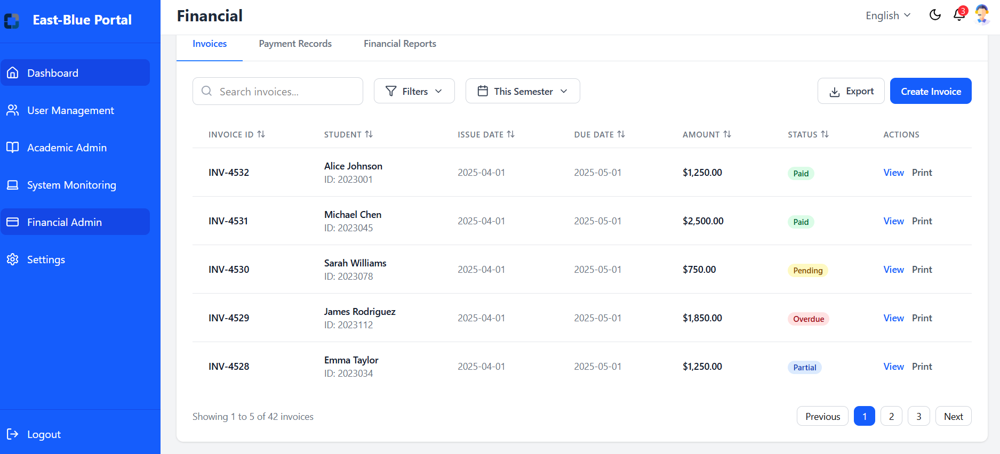 East-Blue Portal
Dashboard
User Management
Academic Admin
System Monitoring
Financial Admin
Settings
Logout
Financial
English
3
Invoices Payment Records Financial Reports
Search invoices...
Filters
This Semester
Export
Create Invoice
INVOICE ID STUDENT ISSUE DATE DUE DATE AMOUNT STATUS ACTIONS
INV-4532 Alice Johnson 2025-04-01 2025-05-01 $1,250.00 Paid View Print
ID: 2023001
INV-4531 Michael Chen 2025-04-01 2025-05-01 $2,500.00 Paid View Print
ID: 2023045
INV-4530 Sarah Williams 2025-04-01 2025-05-01 $750.00 Pending View Print
ID: 2023078
INV-4529 James Rodriguez 2025-04-01 2025-05-01 $1,850.00 Overdue View Print
ID: 2023112
INV-4528 Emma Taylor 2025-04-01 2025-05-01 $1,250.00 Partial View Print
ID: 2023034
Showing 1 to 5 of 42 invoices
Previous 1 2 3 Next